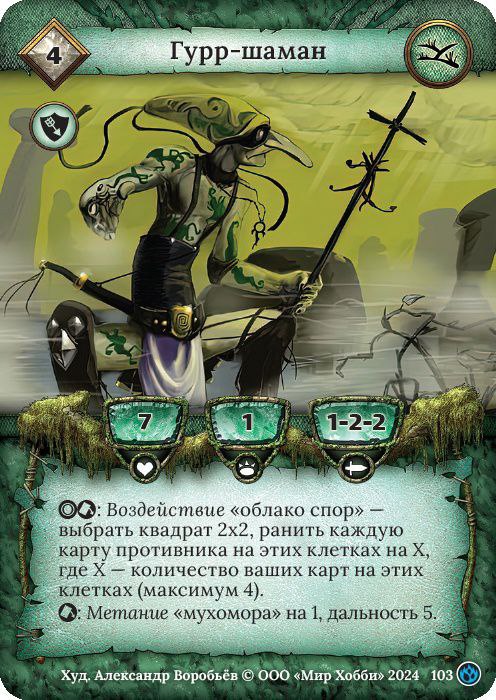 4
Гурр-шаман
7
1
1-2-2
: Воздействие «облако спор» —
выбрать квадрат 2х2, ранить каждую
карту противника на этих клетках на X,
где X — количество ваших карт на этих
клетках (максимум 4).
: Метание «мухомора» на 1, дальность 5.
Худ. Александр Воробьёв © ООО «Мир Хобби» 2024 103